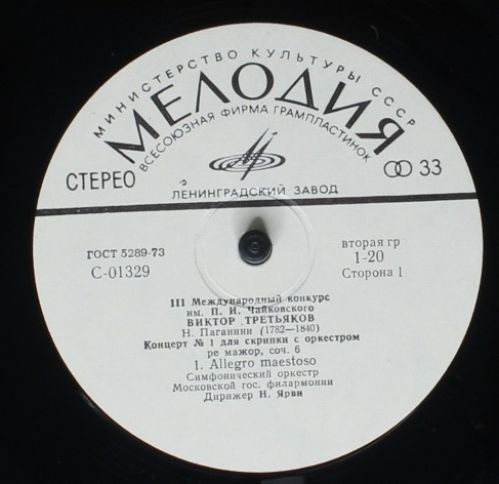 МИНИСТЕРСТВО КУЛЬТУРЫ СССР
МЕЛОДИЯ
ВСЕСОЮЗНАЯ ФИРМА ГРАМПЛАСТИНОК
СТЕРЕО
33
ЛЕНИНГРАДСКИЙ ЗАВОД
ГОСТ 5289-73
С-01329
вторая гр
1-20
Сторона 1
III Международный конкурс
им. П. И. Чайковского
ВИКТОР ТРЕТЬЯКОВ
Н. Паганини (1782—1840)
Концерт № 1 для скрипки с оркестром
ре мажор, соч. 6
1. Allegro maestoso
Симфонический оркестр
Московской гос. филармонии
Дирижер Н. Ярви